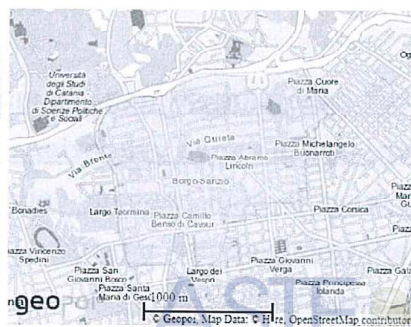 Università
degli Studi
di Catania -
Dipartimento
di Scienze Politiche
e Sociali
Piazza Cuore
di Maria
Via Quieta
Piazza Michelangelo
Buonarroti
Piazza Abramo
Lincoln
Via Brenta
Borgo-Sanzio
Bonadies
Largo Taormina
Piazza Camillo
Benso di Cavour
Piazza Corsica
Piazza Vincenzo
Spedini
Piazza Giovanni
Verga
Piazza San
Giovanni Bosco
Largo dei
Vespri
Piazza Santa
Maria di Gesù
Piazza Principessa
Iolanda
1000 m
geo
© Geopoi, Map Data: © Here, OpenStreetMap contributor